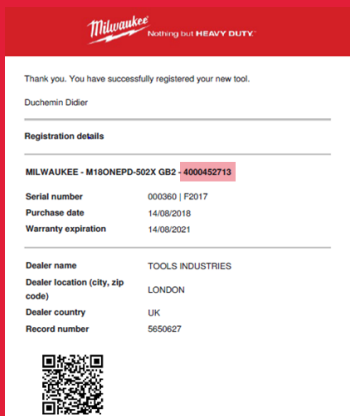 Milwaukee Nothing but HEAVY DUTY.
Thank you. You have successfully registered your new tool.
Duchemin Didier
Registration details
MILWAUKEE - M18ONEPD-502X GB2 - 4000452713
Serial number 000360 | F2017
Purchase date 14/08/2018
Warranty expiration 14/08/2021
Dealer name TOOLS INDUSTRIES
Dealer location (city, zip
code) LONDON
Dealer country UK
Record number 5650627